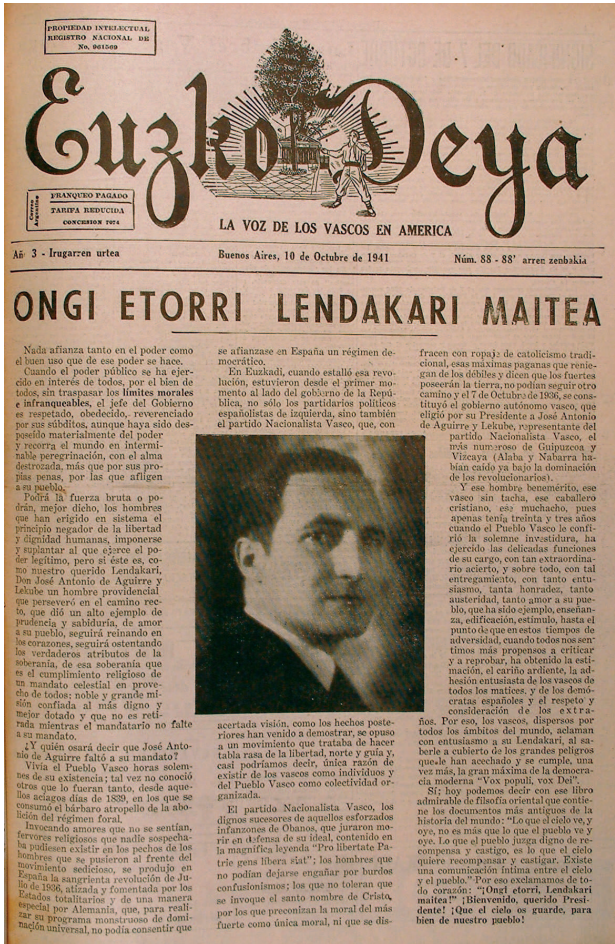 PROPIEDAD INTELECTUAL
REGISTRO NACIONAL DE
No. 961569
Euzko Deya
Correo
Argentino
FRANQUEO PAGADO
TARIFA REDUCIDA
CONCESION 7674
LA VOZ DE LOS VASCOS EN AMERICA
Año 3 - Irugarren urtea
Buenos Aires, 10 de Octubre de 1941
Núm. 88 - 88' arren zenbakia
ONGI ETORRI LENDAKARI MAITEA
Nada afianza tanto en el poder como
el buen uso que de ese poder se hace.
Cuando el poder público se ha ejer-
cido en interés de todos, por el bien de
todos, sin traspasar los límites morales
e infranqueables, el jefe del Gobierno
es respetado, obedecido, reverenciado
por sus súbditos, aunque haya sido des-
poseído materialmente del poder
y recorra el mundo en intermi-
nable peregrinación, con el alma
destrozada, más que por sus pro-
pias penas, por las que afligen
a su pueblo.
Podrá la fuerza bruta o po-
drán, mejor dicho, los hombres
que han erigido en sistema el
principio negador de la libertad
y dignidad humanas, imponerse
y suplantar al que ejerce el po-
der legítimo, pero si éste es, co-
mo nuestro querido Lendakari,
Don José Antonio de Aguirre y
Lekube un hombre providencial
que perseveró en el camino rec-
to, que dió un alto ejemplo de
prudencia y sabiduría, de amor
a su pueblo, seguirá reinando en
los corazones, seguirá ostentando
los verdaderos atributos de la
soberanía, de esa soberanía que
es el cumplimiento religioso de
un mandato celestial en prove-
cho de todos; noble y grande mi-
sión confiada al más digno y
mejor dotado y que no es reti-
rada mientras el mandatario no falte
a su mandato.
¿Y quién osará decir que José Anto-
nio de Aguirre faltó a su mandato?
Vivía el Pueblo Vasco horas solem-
nes de su existencia; tal vez no conoció
otros que lo fueran tanto, desde aque-
llos aciagos días de 1839, en los que se
consumó el bárbaro atropello de la abo-
lición del régimen foral.
Invocando amores que no se sentían,
fervores religiosos que nadie sospecha-
ba pudiesen existir en los pechos de los
hombres que se pusieron al frente del
movimiento sedicioso, se produjo en
España la sangrienta revolución de Ju-
lio de 1936, atizada y fomentada por los
Estados totalitarios y de una manera
especial por Alemania, que, para reali-
zar su programa monstruoso de domi-
nación universal, no podía consentir que
se afianzase en España un régimen de-
mocrático.
En Euzkadi, cuando estalló esa revo-
lución, estuvieron desde el primer mo-
mento al lado del gobierno de la Repú-
blica, no sólo los partidarios políticos
españolistas de izquierda, sino también
el partido Nacionalista Vasco, que, con
acertada visión, como los hechos poste-
riores han venido a demostrar, se opuso
a un movimiento que trataba de hacer
tabla rasa de la libertad, norte y guía y,
casi podríamos decir, única razón de
existir de los vascos como individuos y
del Pueblo Vasco como colectividad or-
ganizada.
El partido Nacionalista Vasco, los
dignos sucesores de aquellos esforzados
infanzones de Obanos, que juraron mo-
rir en defensa de su ideal, contenido en
la magnífica leyenda "Pro libertate Pa-
trie gens libera siat"; los hombres que
no podían dejarse engañar por burdos
confusionismos; los que no toleran que
se invoque el santo nombre de Cristo,
por los que preconizan la moral del más
fuerte como única moral, ni que se dis-
fracen con ropaje de catolicismo tradi-
cional, esas máximas paganas que renie-
gan de los débiles y dicen que los fuertes
poseerán la tierra, no podían seguir otro
camino y el 7 de Octubre de 1936, se cons-
tituyó el gobierno autónomo vasco, que
eligió por su Presidente a José Antonio
de Aguirre y Lekube, representante del
partido Nacionalista Vasco, el
más numeroso de Guipuzcoa y
Vizcaya (Alaba y Nabarra ha-
bían caído ya bajo la dominación
de los revolucionarios).
Y ese hombre benemérito, ese
vasco sin tacha, ese caballero
cristiano, ese muchacho, pues
apenas tenía treinta y tres años
cuando el Pueblo Vasco le confi-
rió la solemne investidura, ha
ejercido las delicadas funciones
de su cargo, con tan extraordina-
rio acierto, y sobre todo, con tal
entregamiento, con tanto entu-
siasmo, tanta honradez, tanto
austeridad, tanto amor a su pue-
blo, que ha sido ejemplo, enseñan-
za, edificación, estímulo, hasta el
punto de que en estos tiempos de
adversidad, cuando todos nos sen-
timos más propensos a criticar
y a reprobar, ha obtenido la esti-
mación, el cariño ardiente, la ad-
hesión entusiasta de los vascos de
todos los matices, y de los demó-
cratas españoles y el respeto y
consideración de los extra-
ños. Por eso, los vascos, dispersos por
todos los ámbitos del mundo, aclaman
con entusiasmo a su Lendakari, al sa-
berle a cubierto de los grandes peligros
que le han acechado y se cumple, una
vez más, la gran máxima de la democra-
cia moderna "Vox populi, vox Dei".
Sí; hoy podemos decir con ese libro
admirable de filosofía oriental que contie-
ne los documentos más antiguos de la
historia del mundo: "Lo que el cielo ve, y
oye, no es más que lo que el pueblo ve y
oye. Lo que el pueblo juzga digno de re-
compensa y castigo, es lo que el cielo
quiere recompensar y castigar. Existe
una comunicación íntima entre el cielo
y el pueblo." Por eso exclamamos de to-
do corazón: "¡Ongi etorri, Lendakari
maitea!" ¡Bienvenido, querido Presi-
dente! ¡Que el cielo os guarde, para
bien de nuestro pueblo!